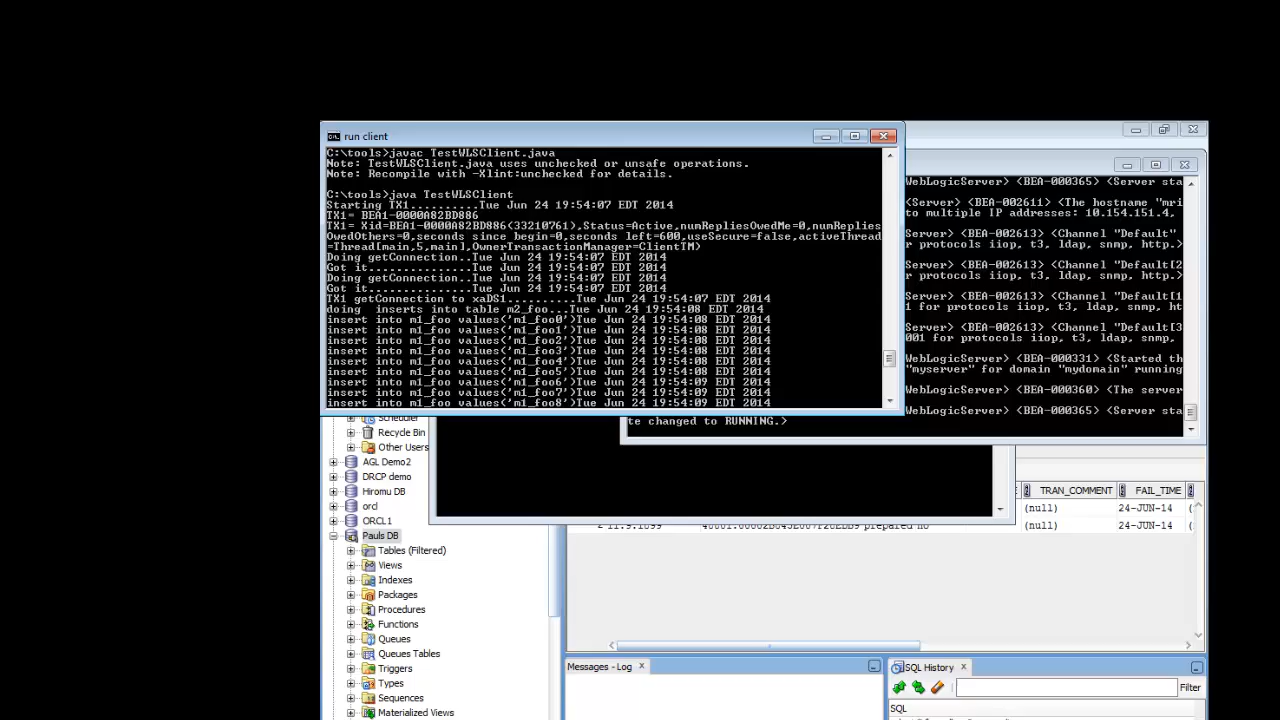 run client
C:\tools>javac TestWLSClient.java
Note: TestWLSClient.java uses unchecked or unsafe operations.
Note: Recompile with -Xlint:unchecked for details.
C:\tools>java TestWLSClient
Starting TX1..........Tue Jun 24 19:54:07 EDT 2014
TX1= BEA1-0000A82BD886
TX1= Xid=BEA1-0000A82BD886(33210761),Status=Active,numRepliesOwedMe=0,numReplies
OwedOthers=0,seconds since begin=0,seconds left=600,useSecure=false,activeThread
=Thread[main,5,main],OwnerTransactionManager=ClientTM)
Doing getConnection..Tue Jun 24 19:54:07 EDT 2014
Got it...............Tue Jun 24 19:54:07 EDT 2014
Doing getConnection..Tue Jun 24 19:54:07 EDT 2014
Got it...............Tue Jun 24 19:54:07 EDT 2014
TX1 getConnection to xaDS1..........Tue Jun 24 19:54:07 EDT 2014
doing  inserts into table m2_foo...Tue Jun 24 19:54:08 EDT 2014
insert into m1_foo values('m1_foo0')Tue Jun 24 19:54:08 EDT 2014
insert into m1_foo values('m1_foo1')Tue Jun 24 19:54:08 EDT 2014
insert into m1_foo values('m1_foo2')Tue Jun 24 19:54:08 EDT 2014
insert into m1_foo values('m1_foo3')Tue Jun 24 19:54:08 EDT 2014
insert into m1_foo values('m1_foo4')Tue Jun 24 19:54:08 EDT 2014
insert into m1_foo values('m1_foo5')Tue Jun 24 19:54:08 EDT 2014
insert into m1_foo values('m1_foo6')Tue Jun 24 19:54:09 EDT 2014
insert into m1_foo values('m1_foo7')Tue Jun 24 19:54:09 EDT 2014
insert into m1_foo values('m1_foo8')Tue Jun 24 19:54:09 EDT 2014
WebLogicServer> <BEA-000365> <Server sta
<Server> <BEA-002611> <The hostname "mri
to multiple IP addresses: 10.154.151.4,
<Server> <BEA-002613> <Channel "Default"
r protocols iiop, t3, ldap, snmp, http.>
<Server> <BEA-002613> <Channel "Default[2
r protocols iiop, t3, ldap, snmp, http.>
<Server> <BEA-002613> <Channel "Default[1
1 for protocols iiop, t3, ldap, snmp, http
<Server> <BEA-002613> <Channel "Default[3
001 for protocols iiop, t3, ldap, snmp,
WebLogicServer> <BEA-000331> <Started th
"myserver" for domain "mydomain" running
WebLogicServer> <BEA-000360> <The server
WebLogicServer> <BEA-000365> <Server sta
te changed to RUNNING.>
Scheduler
Recycle Bin
Other Users
AGL Demo2
DRCP demo
Hiromu DB
orcl
ORCL1
Pauls DB
Tables (Filtered)
Views
Indexes
Packages
Procedures
Functions
Queues
Queues Tables
Triggers
Types
Sequences
Materialized Views
TRAN_COMMENT FAIL_TIME
(null) 24-JUN-14 (
prepared no (null) 24-JUN-14 (
Messages - Log
SQL History
Filter
SQL